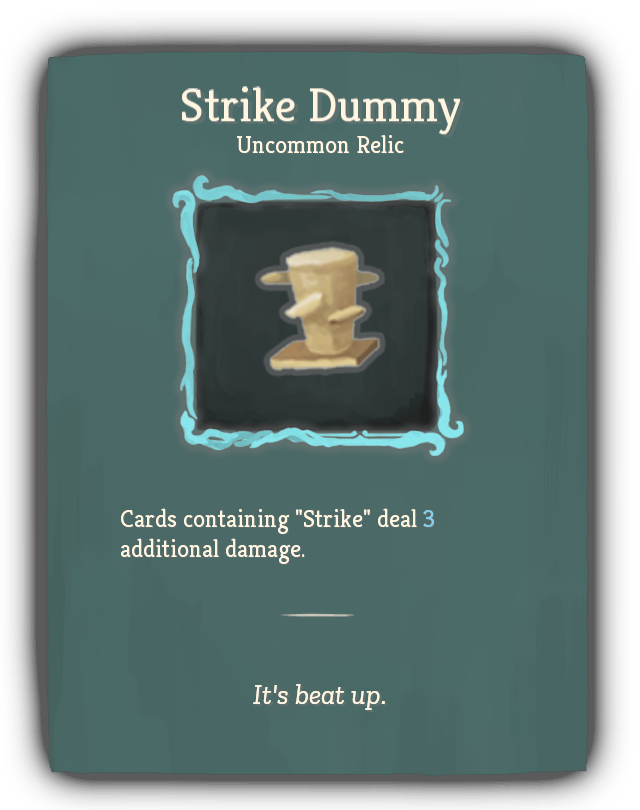 Strike Dummy
Uncommon Relic
Cards containing "Strike" deal 3
additional damage.
It's beat up.